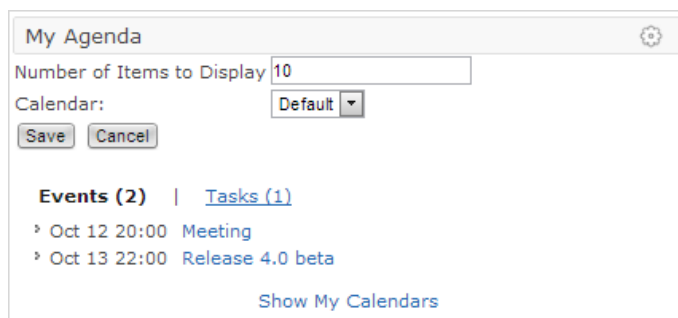 My Agenda
Number of Items to Display 10
Calendar: Default
Save Cancel
Events (2) | Tasks (1)
Oct 12 20:00 Meeting
Oct 13 22:00 Release 4.0 beta
Show My Calendars